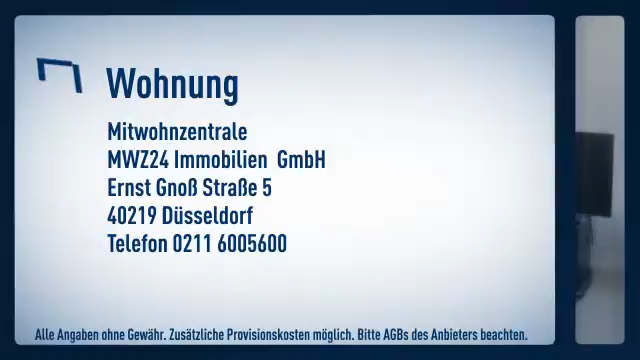 Wohnung
Mitwohnzentrale
MWZ24 Immobilien GmbH
Ernst Gnoß Straße 5
40219 Düsseldorf
Telefon 0211 6005600
Alle Angaben ohne Gewähr. Zusätzliche Provisionskosten möglich. Bitte AGBs des Anbieters beachten.